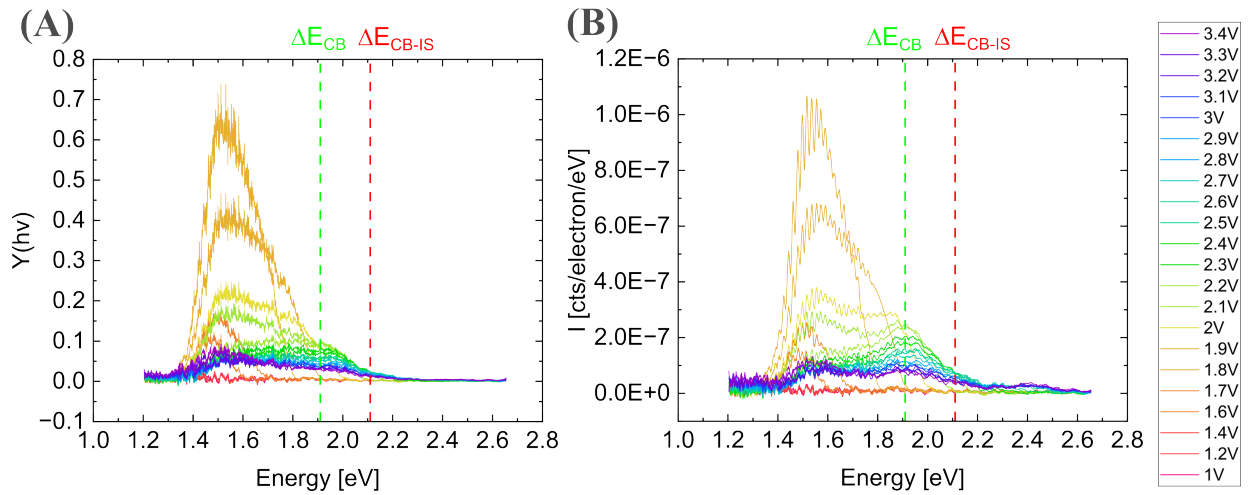 (A)
ΔE_CB ΔE_CB-IS
Y(hν)
0.8
0.7
0.6
0.5
0.4
0.3
0.2
0.1
0.0
-0.1
1.0 1.2 1.4 1.6 1.8 2.0 2.2 2.4 2.6 2.8
Energy [eV]
(B)
ΔE_CB ΔE_CB-IS
I [cts/electron/eV]
1.2E-6
1.0E-6
8.0E-7
6.0E-7
4.0E-7
2.0E-7
0.0E+0
1.0 1.2 1.4 1.6 1.8 2.0 2.2 2.4 2.6 2.8
Energy [eV]
3.4V
3.3V
3.2V
3.1V
3V
2.9V
2.8V
2.7V
2.6V
2.5V
2.4V
2.3V
2.2V
2.1V
2V
1.9V
1.8V
1.7V
1.6V
1.4V
1.2V
1V